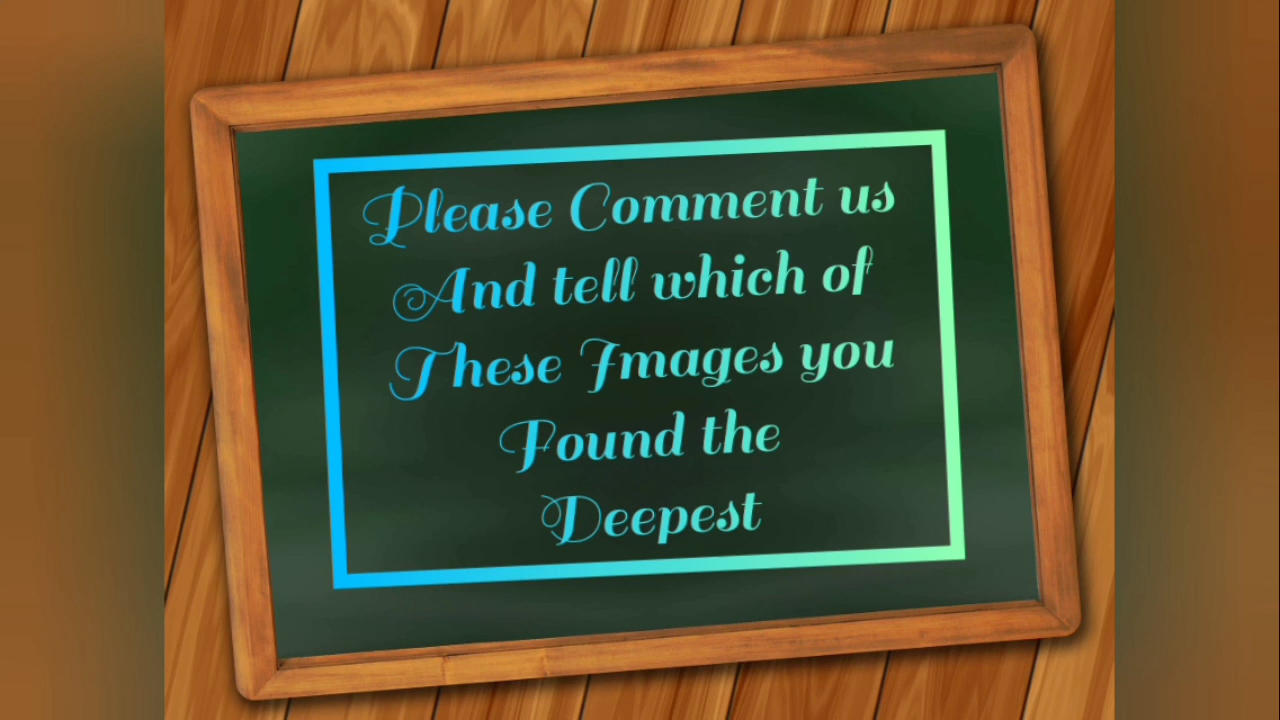 Please Comment us
And tell which of
These Images you
Found the
Deepest